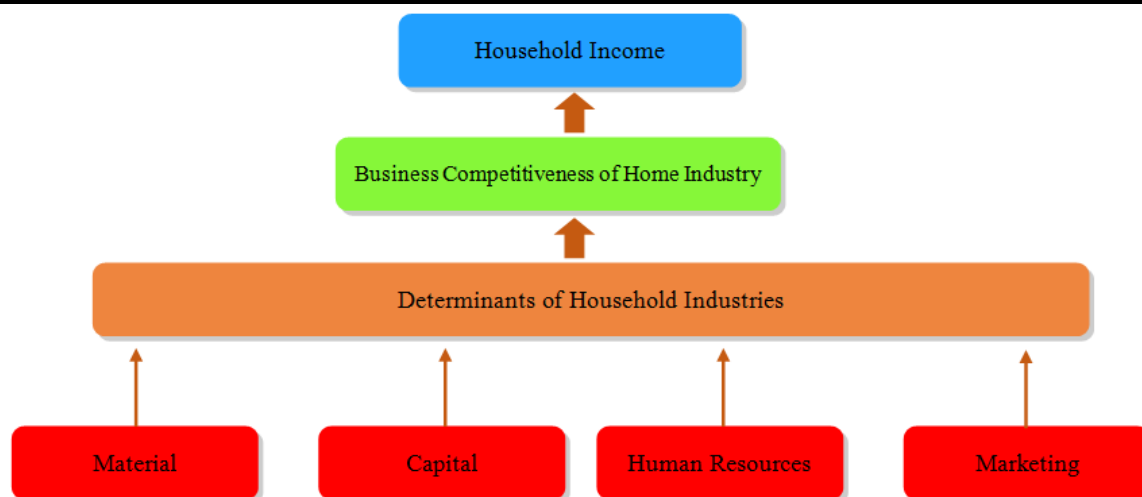 Household Income
Business Competitiveness of Home Industry
Determinants of Household Industries
Material
Capital
Human Resources
Marketing